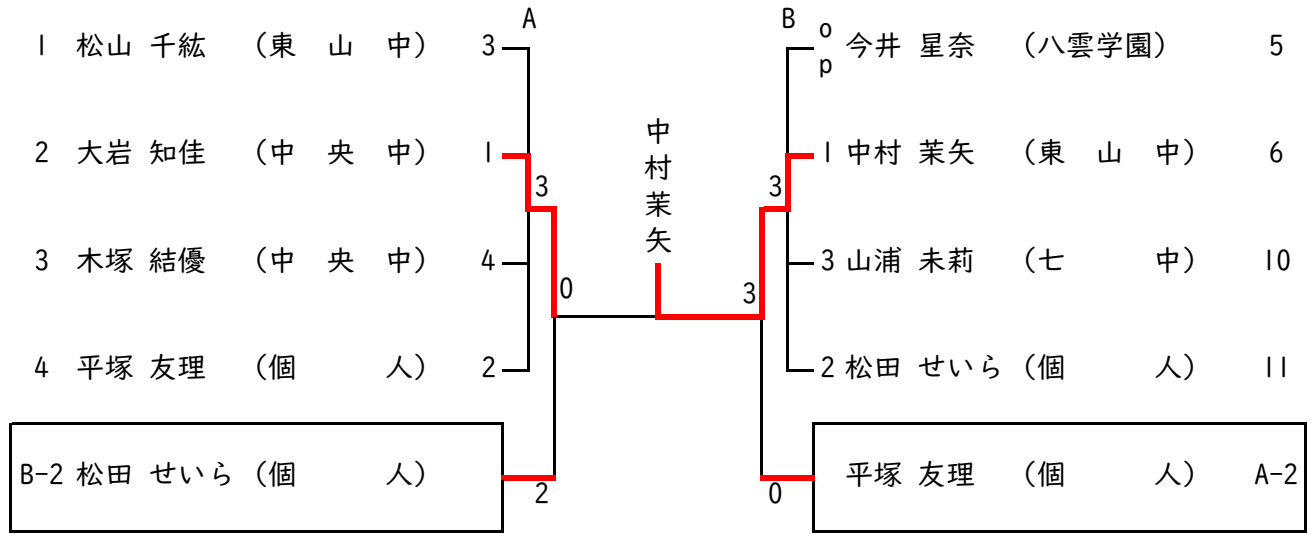 A B
1 松山 千紘 (東 山 中) 3
op 今井 星奈 (八雲学園) 5
2 大岩 知佳 (中 央 中) 1
1 中村 茉矢 (東 山 中) 6
3 3
中村茉矢
3 木塚 結優 (中 央 中) 4
3 山浦 未莉 (七 中) 10
0 3
4 平塚 友理 (個 人) 2
2 松田 せいら (個 人) 11
B-2 松田 せいら (個 人)
2
平塚 友理 (個 人) A-2
0